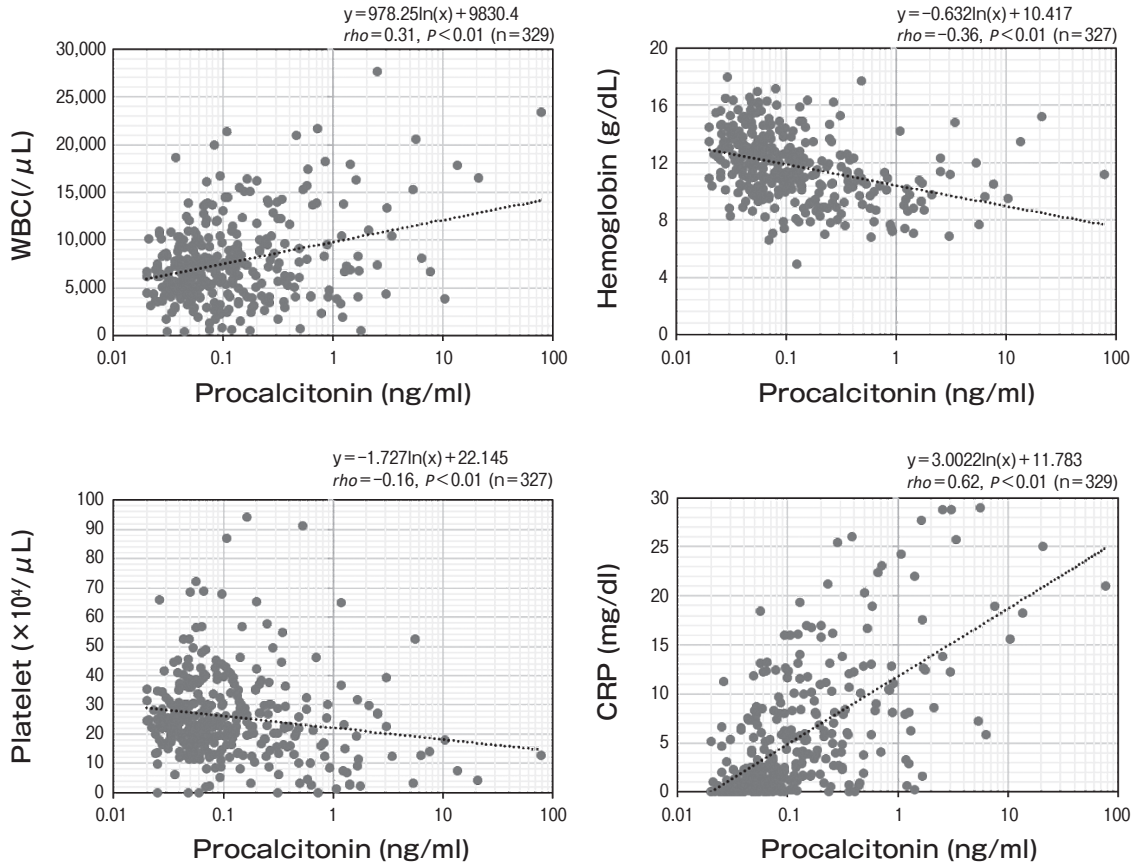 y=978.25ln(x)+9830.4
rho=0.31, P<0.01 (n=329)
30,000
25,000
20,000
15,000
10,000
5,000
0
WBC(/μL)
0.01 0.1 1 10 100
Procalcitonin (ng/ml)
y=−0.632ln(x)+10.417
rho=−0.36, P<0.01 (n=327)
20
16
12
8
4
0
Hemoglobin (g/dL)
0.01 0.1 1 10 100
Procalcitonin (ng/ml)
y=−1.727ln(x)+22.145
rho=−0.16, P<0.01 (n=327)
100
90
80
70
60
50
40
30
20
10
0
Platelet (×10⁴/μL)
0.01 0.1 1 10 100
Procalcitonin (ng/ml)
y=3.0022ln(x)+11.783
rho=0.62, P<0.01 (n=329)
30
25
20
15
10
5
0
CRP (mg/dl)
0.01 0.1 1 10 100
Procalcitonin (ng/ml)